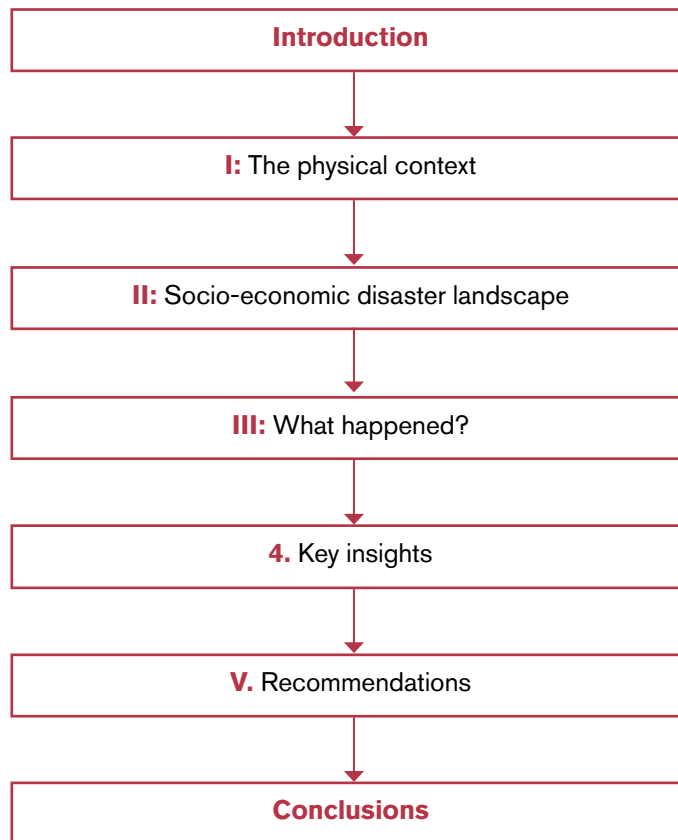 Introduction
I: The physical context
II: Socio-economic disaster landscape
III: What happened?
4. Key insights
V. Recommendations
Conclusions